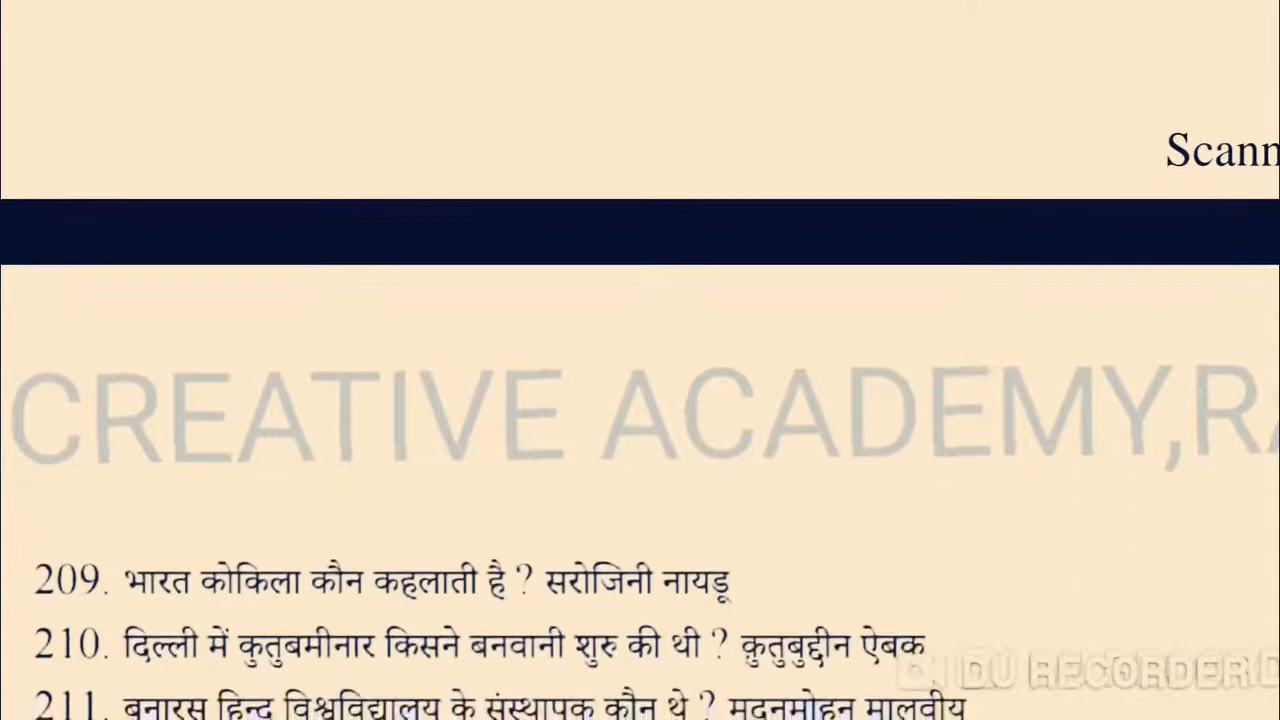 Scann
CREATIVE ACADEMY,RA
209. भारत कोकिला कौन कहलाती है ? सरोजिनी नायडू
210. दिल्ली में कुतुबमीनार किसने बनवानी शुरु की थी ? क़ुतुबुद्दीन ऐबक
DU RECORDER
211. बनारस हिन्द विश्वविद्यालय के संस्थापक कौन थे ? मदनमोहन मालवीय